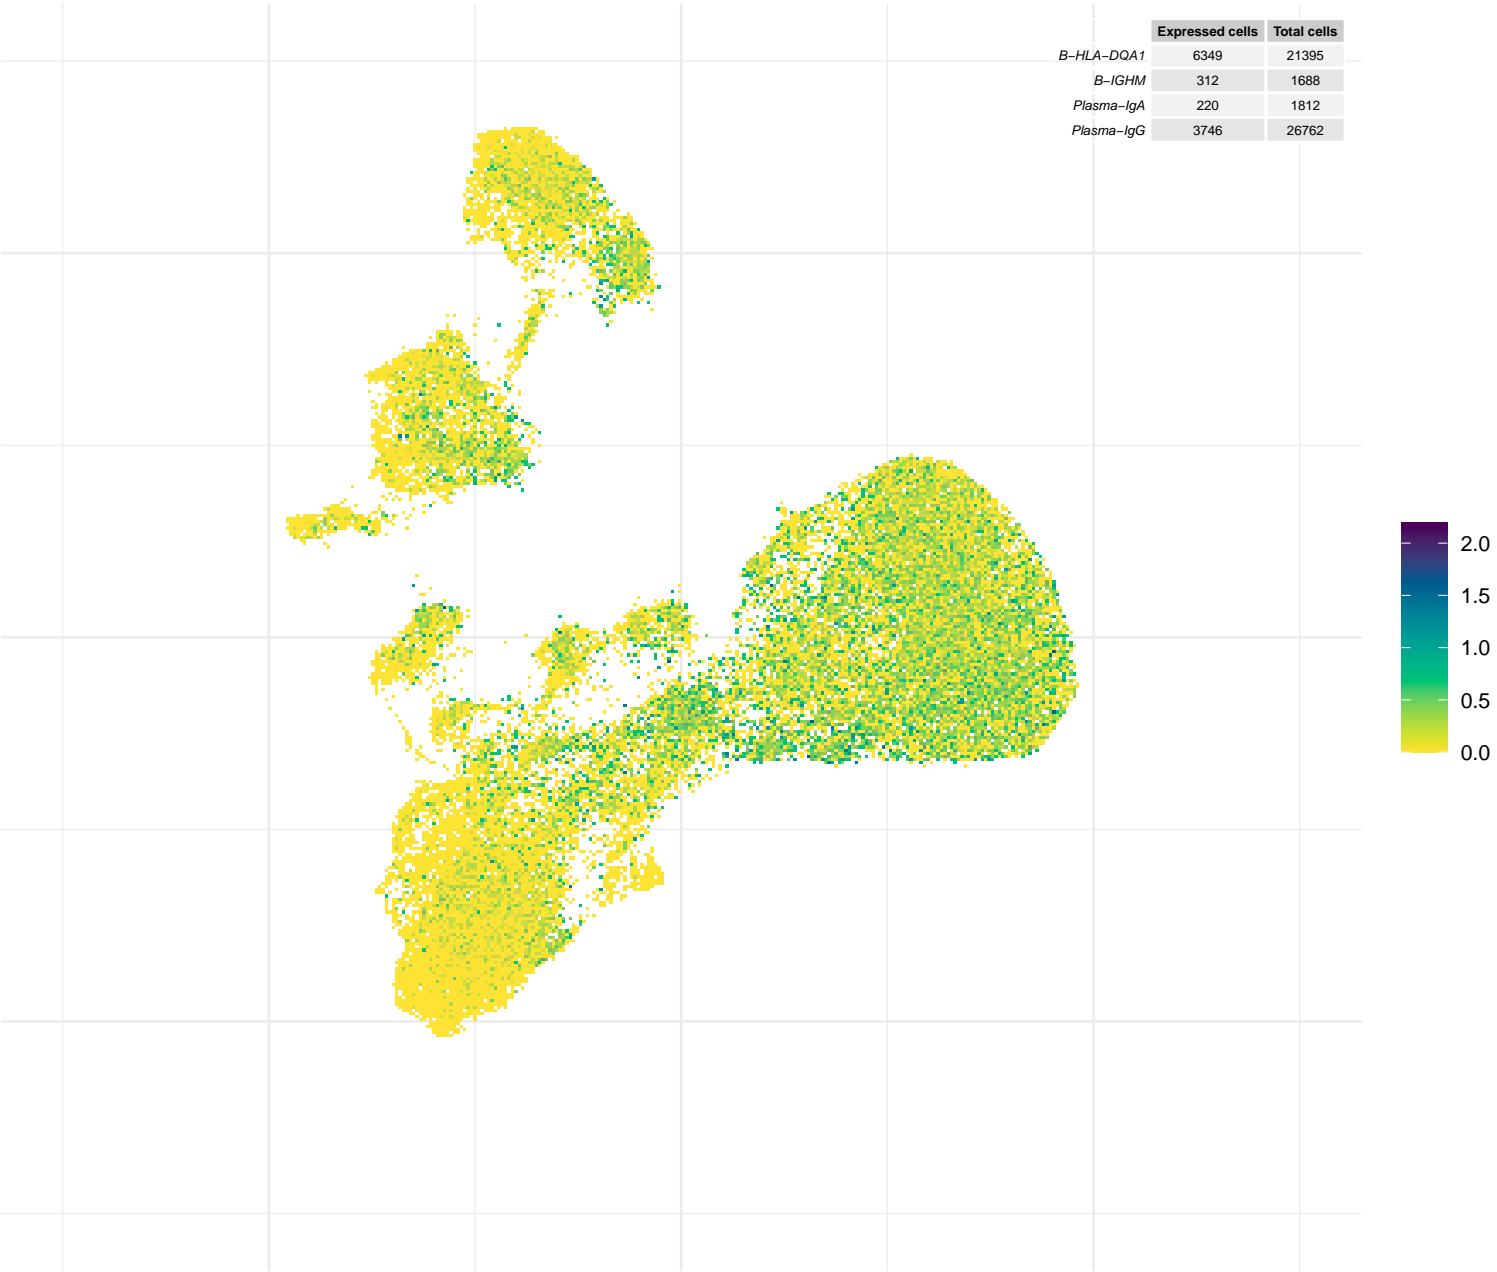 Expressed cells Total cells
B−HLA−DQA1 6349 21395
B−IGHM 312 1688
Plasma−IgA 220 1812
Plasma−IgG 3746 26762
2.0
1.5
1.0
0.5
0.0